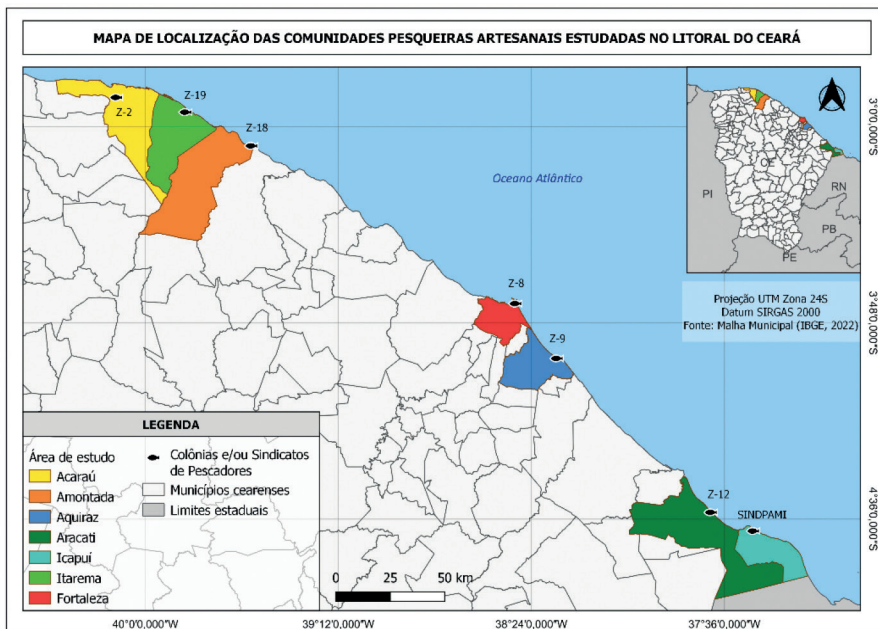 MAPA DE LOCALIZAÇÃO DAS COMUNIDADES PESQUEIRAS ARTESANAIS ESTUDADAS NO LITORAL DO CEARÁ
Z-2
Z-19
Z-18
Oceano Atlântico
Z-8
Z-9
Z-12
SINDPAMI
PI
CE
RN
PB
PE
3°0'0,000"S
3°48'0,000"S
4°36'0,000"S
Projeção UTM Zona 24S
Datum SIRGAS 2000
Fonte: Malha Municipal (IBGE, 2022)
LEGENDA
Área de estudo
Acaraú
Amontada
Aquiraz
Aracati
Icapuí
Itarema
Fortaleza
Colônias e/ou Sindicatos
de Pescadores
Municípios cearenses
Limites estaduais
0 25 50 km
40°0'0,000"W 39°12'0,000"W 38°24'0,000"W 37°36'0,000"W